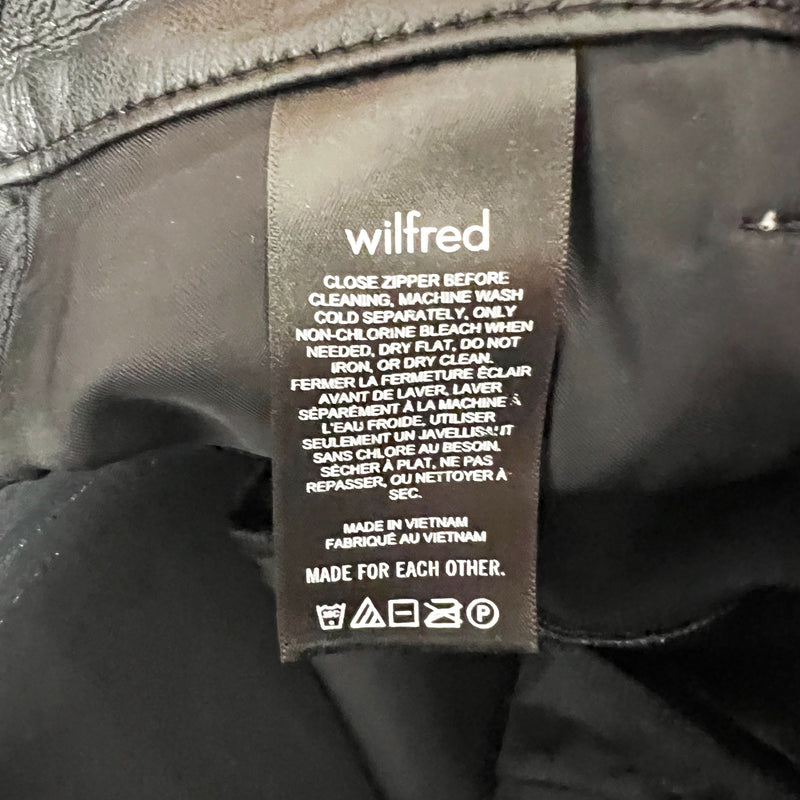 wilfred
CLOSE ZIPPER BEFORE
CLEANING, MACHINE WASH
COLD SEPARATELY, ONLY
NON-CHLORINE BLEACH WHEN
NEEDED, DRY FLAT, DO NOT
IRON, OR DRY CLEAN.
FERMER LA FERMETURE ÉCLAIR
AVANT DE LAVER, LAVER
SÉPARÉMENT À LA MACHINE À
L'EAU FROIDE, UTILISER
SEULEMENT UN JAVELLISANT
SANS CHLORE AU BESOIN,
SÉCHER À PLAT, NE PAS
REPASSER, OU NETTOYER À
SEC.
MADE IN VIETNAM
FABRIQUÉ AU VIETNAM
MADE FOR EACH OTHER.
30C P